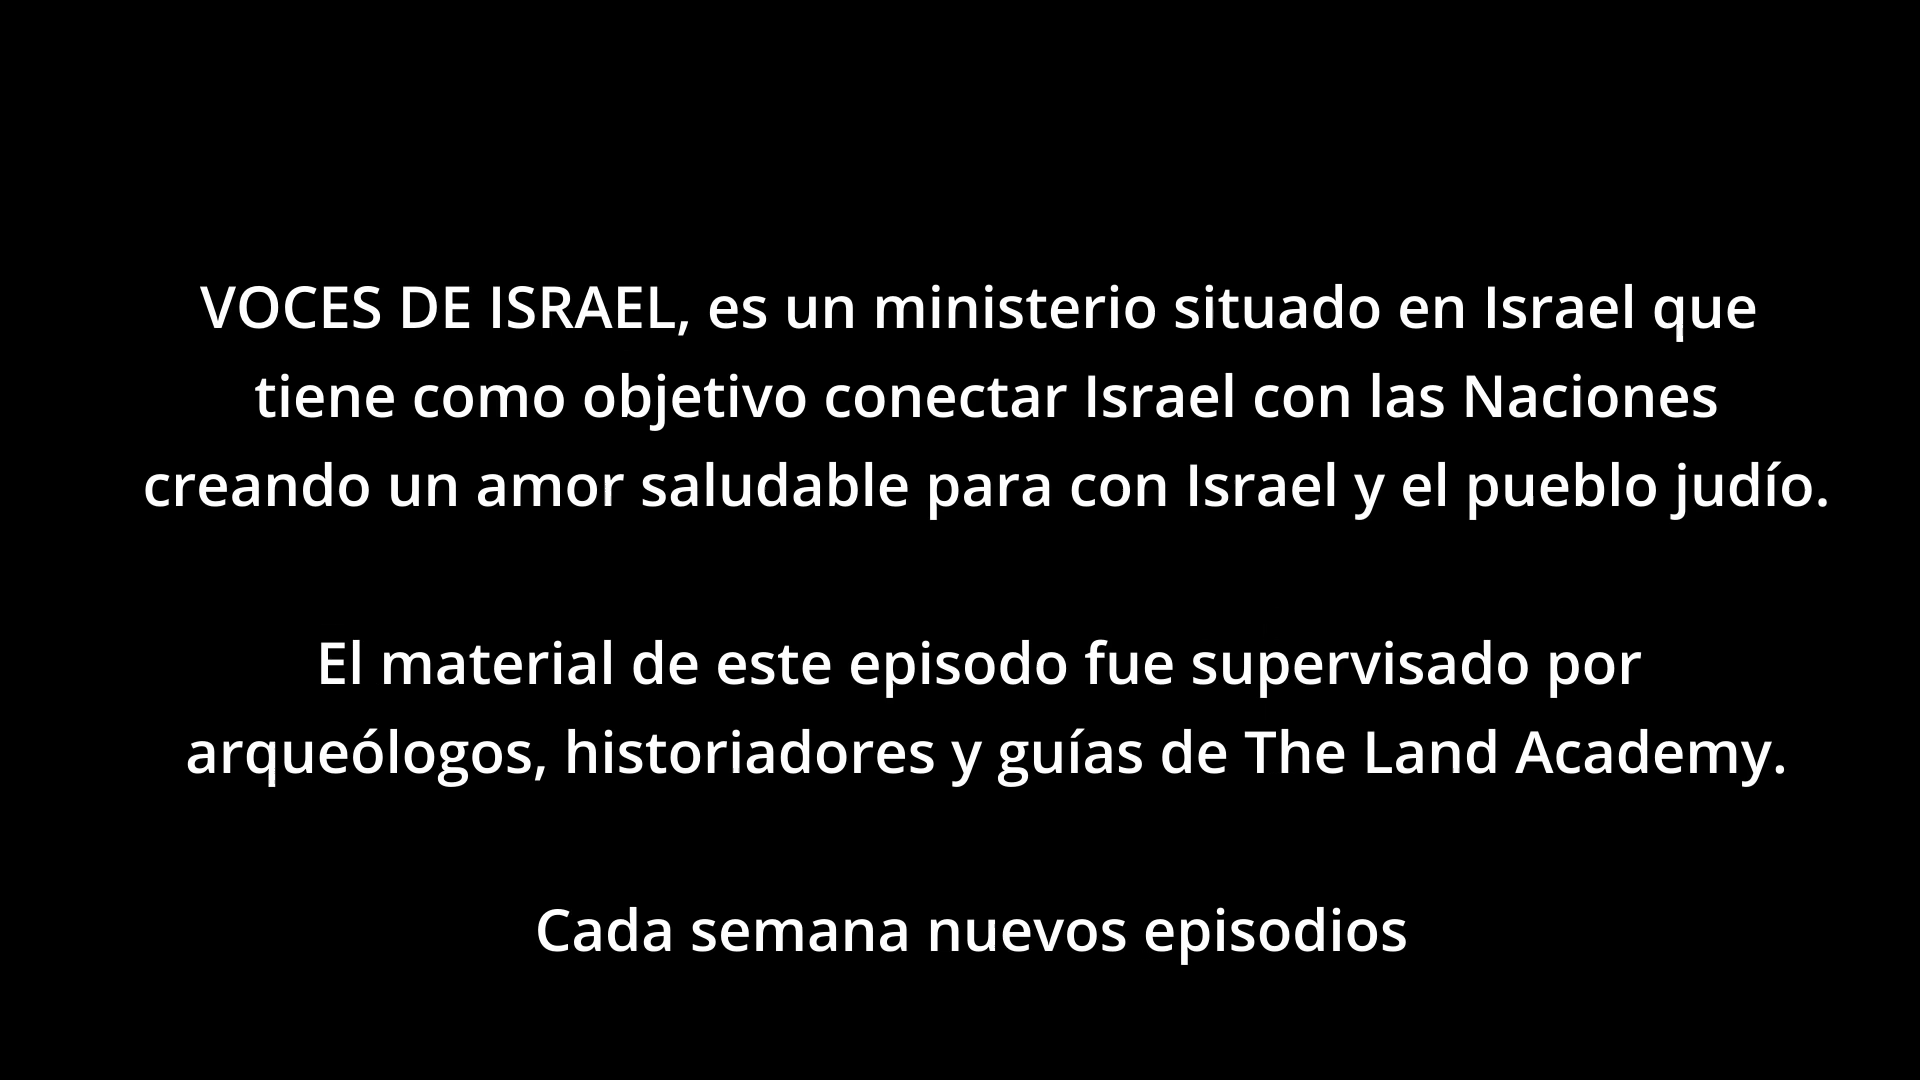 VOCES DE ISRAEL, es un ministerio situado en Israel que
tiene como objetivo conectar Israel con las Naciones
creando un amor saludable para con Israel y el pueblo judío.
El material de este episodo fue supervisado por
arqueólogos, historiadores y guías de The Land Academy.
Cada semana nuevos episodios